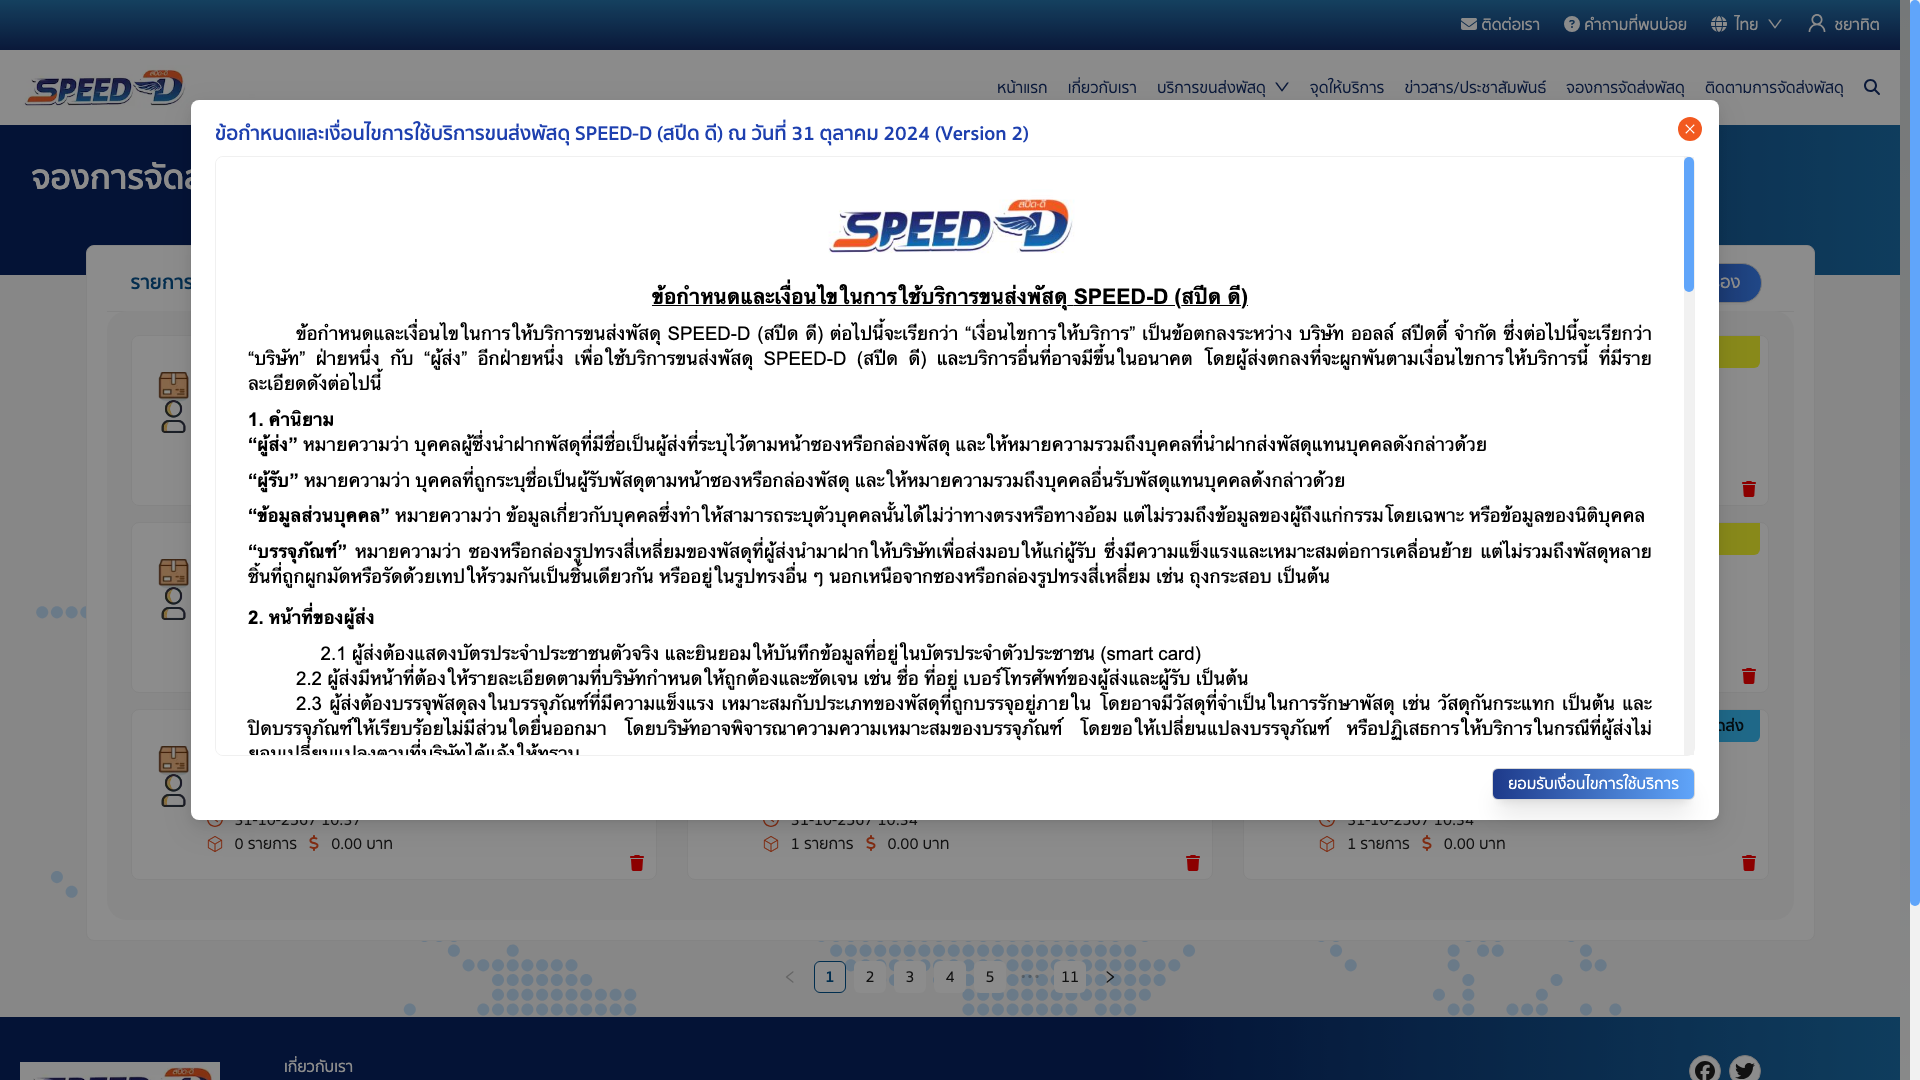 ติดต่อเรา คำถามที่พบบ่อย ไทย ชยาทิต
SPEED-D สปีด-ดี
หน้าแรก เกี่ยวกับเรา บริการขนส่งพัสดุ จุดให้บริการ ข่าวสาร/ประชาสัมพันธ์ จองการจัดส่งพัสดุ ติดตามการจัดส่งพัสดุ
จองการจัดส
รายการ
ข้อกำหนดและเงื่อนไขการใช้บริการขนส่งพัสดุ SPEED-D (สปีด ดี) ณ วันที่ 31 ตุลาคม 2024 (Version 2)
สปีด-ดี
SPEED-D
ข้อกำหนดและเงื่อนไขในการใช้บริการขนส่งพัสดุ SPEED-D (สปีด ดี)
ข้อกำหนดและเงื่อนไขในการให้บริการขนส่งพัสดุ SPEED-D (สปีด ดี) ต่อไปนี้จะเรียกว่า “เงื่อนไขการให้บริการ” เป็นข้อตกลงระหว่าง บริษัท ออลล์ สปีดดี้ จำกัด ซึ่งต่อไปนี้จะเรียกว่า
“บริษัท” ฝ่ายหนึ่ง กับ “ผู้ส่ง” อีกฝ่ายหนึ่ง เพื่อใช้บริการขนส่งพัสดุ SPEED-D (สปีด ดี) และบริการอื่นที่อาจมีขึ้นในอนาคต โดยผู้ส่งตกลงที่จะผูกพันตามเงื่อนไขการให้บริการนี้ ที่มีราย
ละเอียดดังต่อไปนี้
1. คำนิยาม
“ผู้ส่ง” หมายความว่า บุคคลผู้ซึ่งนำฝากพัสดุที่มีชื่อเป็นผู้ส่งที่ระบุไว้ตามหน้าซองหรือกล่องพัสดุ และให้หมายความรวมถึงบุคคลที่นำฝากส่งพัสดุแทนบุคคลดังกล่าวด้วย
“ผู้รับ” หมายความว่า บุคคลที่ถูกระบุชื่อเป็นผู้รับพัสดุตามหน้าซองหรือกล่องพัสดุ และให้หมายความรวมถึงบุคคลอื่นรับพัสดุแทนบุคคลดังกล่าวด้วย
“ข้อมูลส่วนบุคคล” หมายความว่า ข้อมูลเกี่ยวกับบุคคลซึ่งทำให้สามารถระบุตัวบุคคลนั้นได้ไม่ว่าทางตรงหรือทางอ้อม แต่ไม่รวมถึงข้อมูลของผู้ถึงแก่กรรมโดยเฉพาะ หรือข้อมูลของนิติบุคคล
“บรรจุภัณฑ์” หมายความว่า ซองหรือกล่องรูปทรงสี่เหลี่ยมของพัสดุที่ผู้ส่งนำมาฝากให้บริษัทเพื่อส่งมอบให้แก่ผู้รับ ซึ่งมีความแข็งแรงและเหมาะสมต่อการเคลื่อนย้าย แต่ไม่รวมถึงพัสดุหลาย
ชิ้นที่ถูกผูกมัดหรือรัดด้วยเทปให้รวมกันเป็นชิ้นเดียวกัน หรืออยู่ในรูปทรงอื่น ๆ นอกเหนือจากซองหรือกล่องรูปทรงสี่เหลี่ยม เช่น ถุงกระสอบ เป็นต้น
2. หน้าที่ของผู้ส่ง
2.1 ผู้ส่งต้องแสดงบัตรประจำประชาชนตัวจริง และยินยอมให้บันทึกข้อมูลที่อยู่ในบัตรประจำตัวประชาชน (smart card)
2.2 ผู้ส่งมีหน้าที่ต้องให้รายละเอียดตามที่บริษัทกำหนดให้ถูกต้องและชัดเจน เช่น ชื่อ ที่อยู่ เบอร์โทรศัพท์ของผู้ส่งและผู้รับ เป็นต้น
2.3 ผู้ส่งต้องบรรจุพัสดุลงในบรรจุภัณฑ์ที่มีความแข็งแรง เหมาะสมกับประเภทของพัสดุที่ถูกบรรจุอยู่ภายใน โดยอาจมีวัสดุที่จำเป็นในการรักษาพัสดุ เช่น วัสดุกันกระแทก เป็นต้น และ
ปิดบรรจุภัณฑ์ให้เรียบร้อยไม่มีส่วนใดยื่นออกมา โดยบริษัทอาจพิจารณาความความเหมาะสมของบรรจุภัณฑ์ โดยขอให้เปลี่ยนแปลงบรรจุภัณฑ์ หรือปฏิเสธการให้บริการในกรณีที่ผู้ส่งไม่
ยอมเปลี่ยนแปลงตามที่บริษัทได้แจ้งให้ทราบ
ยอมรับเงื่อนไขการใช้บริการ
31-10-2567 10:37 31-10-2567 10:34 31-10-2567 10:34
0 รายการ $ 0.00 บาท 1 รายการ $ 0.00 บาท 1 รายการ $ 0.00 บาท
1 2 3 4 5 ••• 11
เกี่ยวกับเรา